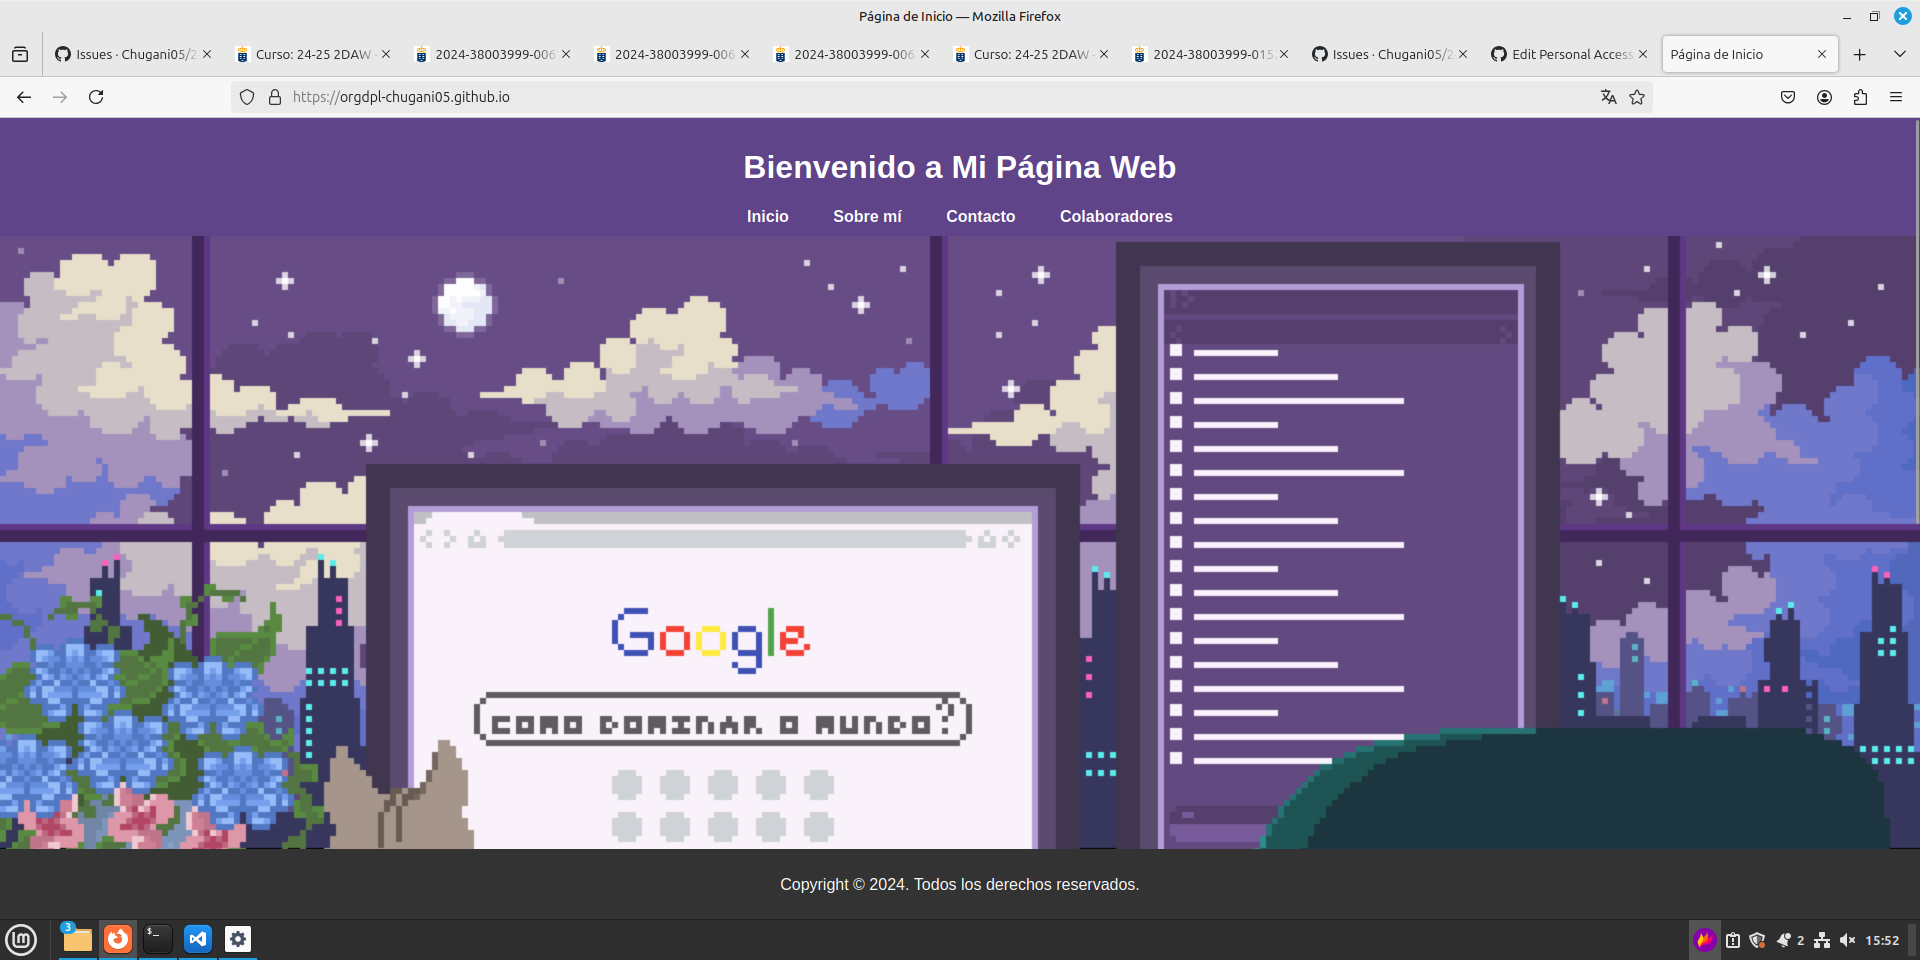 Página de Inicio — Mozilla Firefox
Issues · Chugani05/2
Curso: 24-25 2DAW -
2024-38003999-006
2024-38003999-006
2024-38003999-006
Curso: 24-25 2DAW -
2024-38003999-015
Issues · Chugani05/2
Edit Personal Access
Página de Inicio
https://orgdpl-chugani05.github.io
Bienvenido a Mi Página Web
Inicio Sobre mí Contacto Colaboradores
Google
COMO DOMINAR O MUNDO?
Copyright © 2024. Todos los derechos reservados.
3
2
15:52